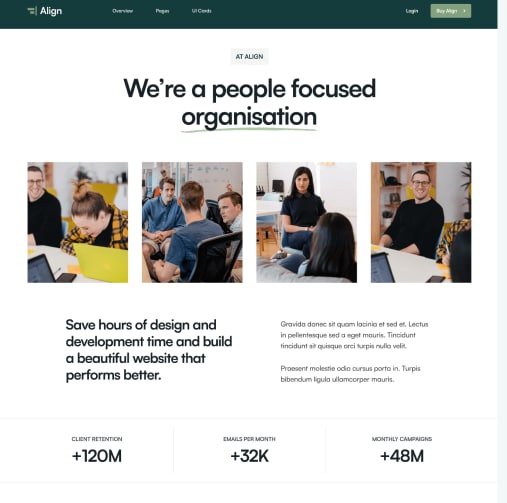 Align
Overview
Pages
UI Cards
Login
Buy Align
AT ALIGN
We're a people focused
organisation
Save hours of design and
development time and build
a beautiful website that
performs better.
Gravida donec sit quam lacinia et sed et. Lectus
in pellentesque sed a eget mauris. Tincidunt
tincidunt sit quisque orci turpis nulla velit.
Praesent molestie odio cursus porta in. Turpis
bibendum ligula ullamcorper mauris.
CLIENT RETENTION
+120M
EMAILS PER MONTH
+32K
MONTHLY CAMPAIGNS
+48M